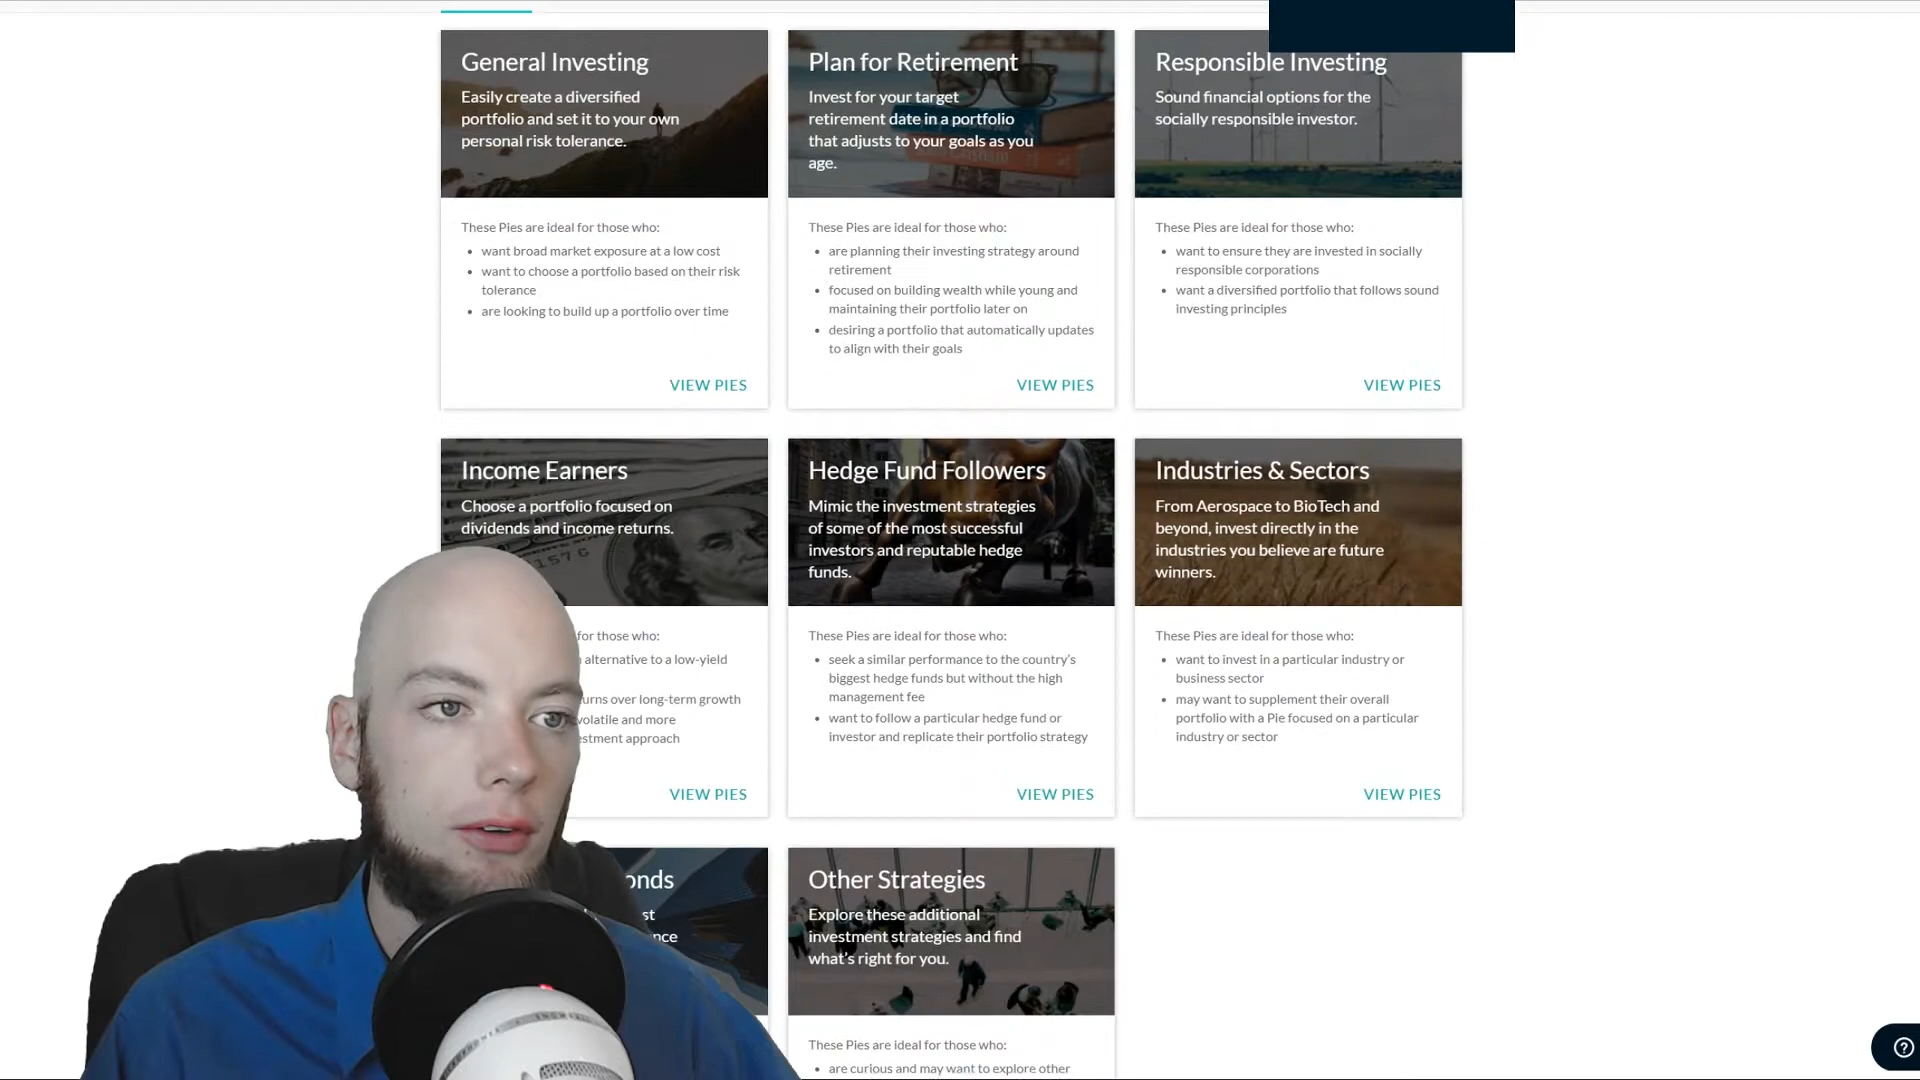 General Investing
Easily create a diversified
portfolio and set it to your own
personal risk tolerance.
These Pies are ideal for those who:
want broad market exposure at a low cost
want to choose a portfolio based on their risk
tolerance
are looking to build up a portfolio over time
VIEW PIES
Plan for Retirement
Invest for your target
retirement date in a portfolio
that adjusts to your goals as you
age.
These Pies are ideal for those who:
are planning their investing strategy around
retirement
focused on building wealth while young and
maintaining their portfolio later on
desiring a portfolio that automatically updates
to align with their goals
VIEW PIES
Responsible Investing
Sound financial options for the
socially responsible investor.
These Pies are ideal for those who:
want to ensure they are invested in socially
responsible corporations
want a diversified portfolio that follows sound
investing principles
VIEW PIES
Income Earners
Choose a portfolio focused on
dividends and income returns.
for those who:
alternative to a low-yield
urns over long-term growth
volatile and more
estment approach
VIEW PIES
Hedge Fund Followers
Mimic the investment strategies
of some of the most successful
investors and reputable hedge
funds.
These Pies are ideal for those who:
seek a similar performance to the country's
biggest hedge funds but without the high
management fee
want to follow a particular hedge fund or
investor and replicate their portfolio strategy
VIEW PIES
Industries & Sectors
From Aerospace to BioTech and
beyond, invest directly in the
industries you believe are future
winners.
These Pies are ideal for those who:
want to invest in a particular industry or
business sector
may want to supplement their overall
portfolio with a Pie focused on a particular
industry or sector
VIEW PIES
onds
st
nce
Other Strategies
Explore these additional
investment strategies and find
what's right for you.
These Pies are ideal for those who:
are curious and may want to explore other